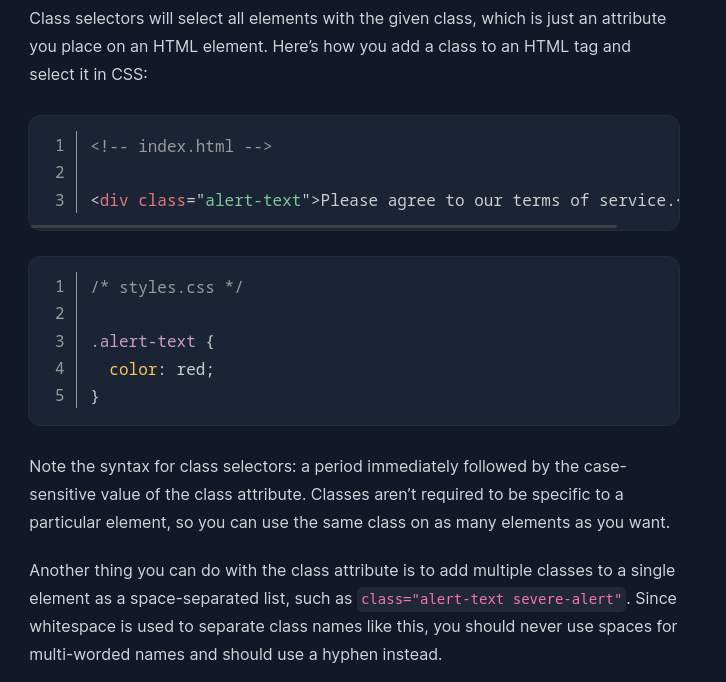 Class selectors will select all elements with the given class, which is just an attribute
you place on an HTML element. Here’s how you add a class to an HTML tag and
select it in CSS:
1 <!-- index.html -->
2
3 <div class="alert-text">Please agree to our terms of service.<
1 /* styles.css */
2
3 .alert-text {
4   color: red;
5 }
Note the syntax for class selectors: a period immediately followed by the case-
sensitive value of the class attribute. Classes aren’t required to be specific to a
particular element, so you can use the same class on as many elements as you want.
Another thing you can do with the class attribute is to add multiple classes to a single
element as a space-separated list, such as class="alert-text severe-alert". Since
whitespace is used to separate class names like this, you should never use spaces for
multi-worded names and should use a hyphen instead.